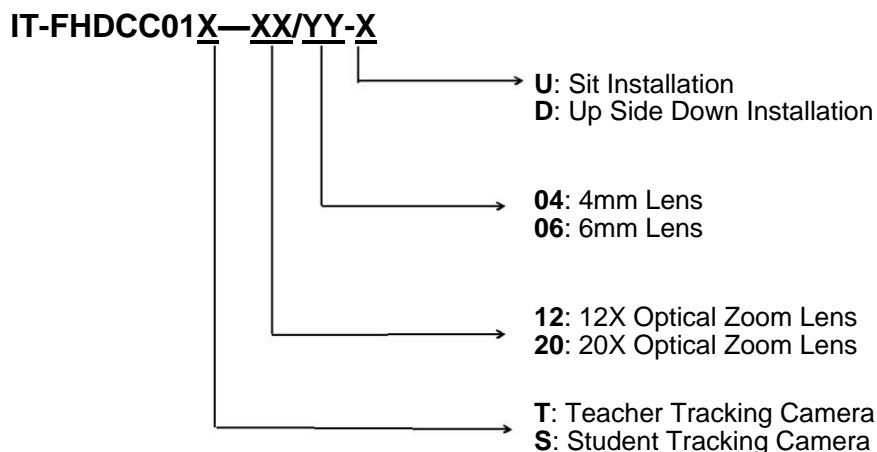 IT-FHDCC01X—XX/YY-X
U: Sit Installation
D: Up Side Down Installation
04: 4mm Lens
06: 6mm Lens
12: 12X Optical Zoom Lens
20: 20X Optical Zoom Lens
T: Teacher Tracking Camera
S: Student Tracking Camera